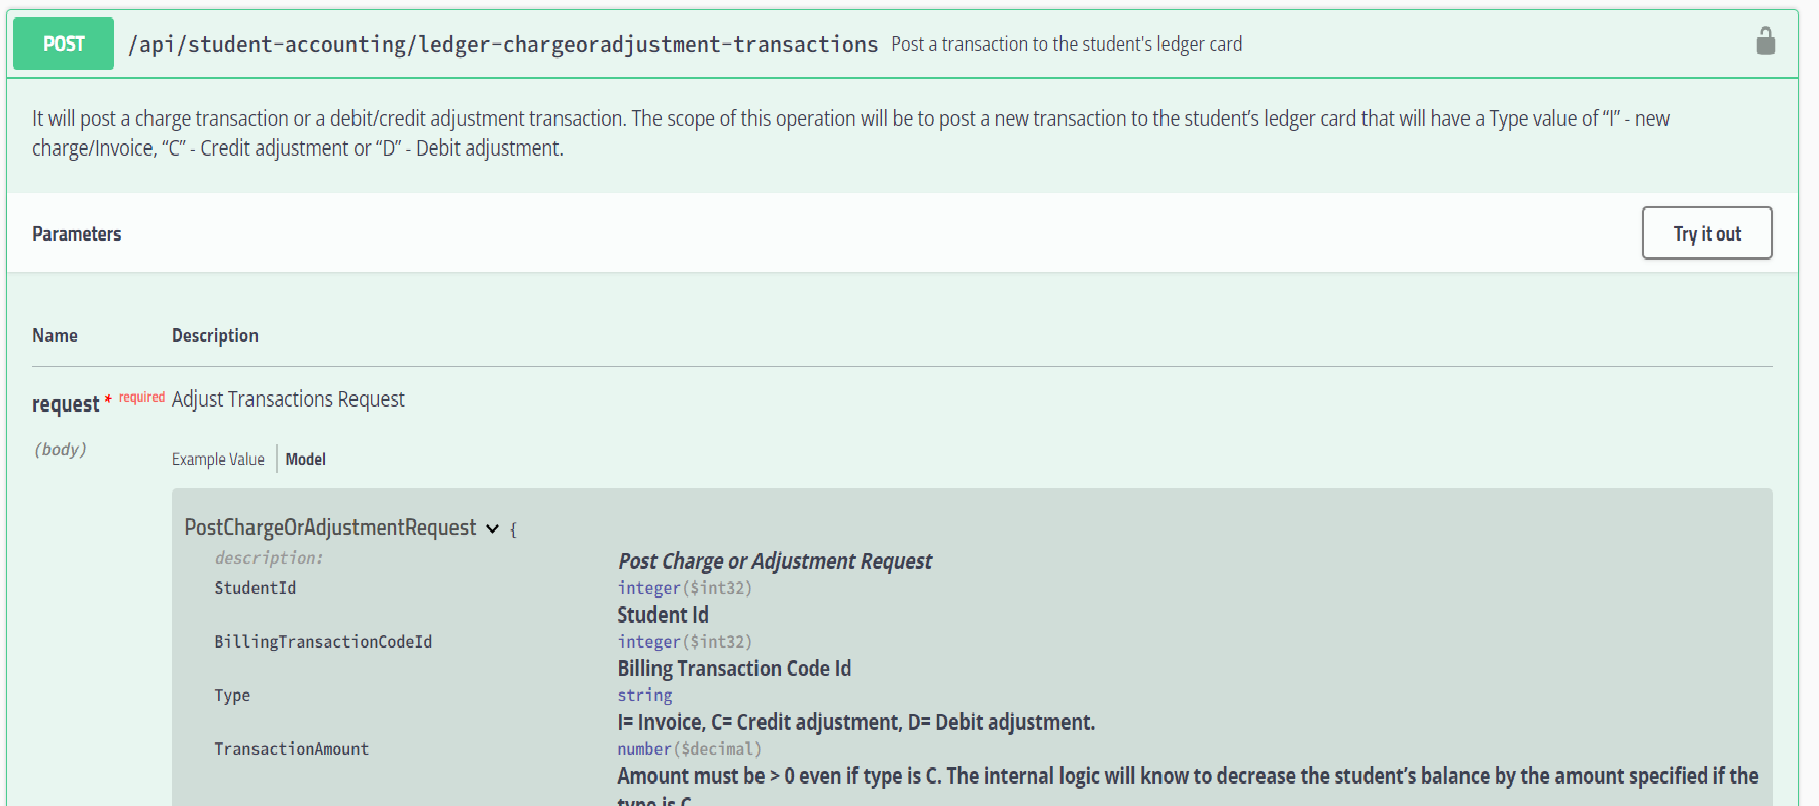 POST /api/student-accounting/ledger-chargeoradjustment-transactions Post a transaction to the student's ledger card
It will post a charge transaction or a debit/credit adjustment transaction. The scope of this operation will be to post a new transaction to the student’s ledger card that will have a Type value of “I” - new
charge/Invoice, “C” - Credit adjustment or “D” - Debit adjustment.
Parameters Try it out
Name Description
request * required Adjust Transactions Request
(body)
Example Value Model
PostChargeOrAdjustmentRequest {
description: Post Charge or Adjustment Request
StudentId integer($int32)
Student Id
BillingTransactionCodeId integer($int32)
Billing Transaction Code Id
Type string
I= Invoice, C= Credit adjustment, D= Debit adjustment.
TransactionAmount number($decimal)
Amount must be > 0 even if type is C. The internal logic will know to decrease the student’s balance by the amount specified if the
type is C